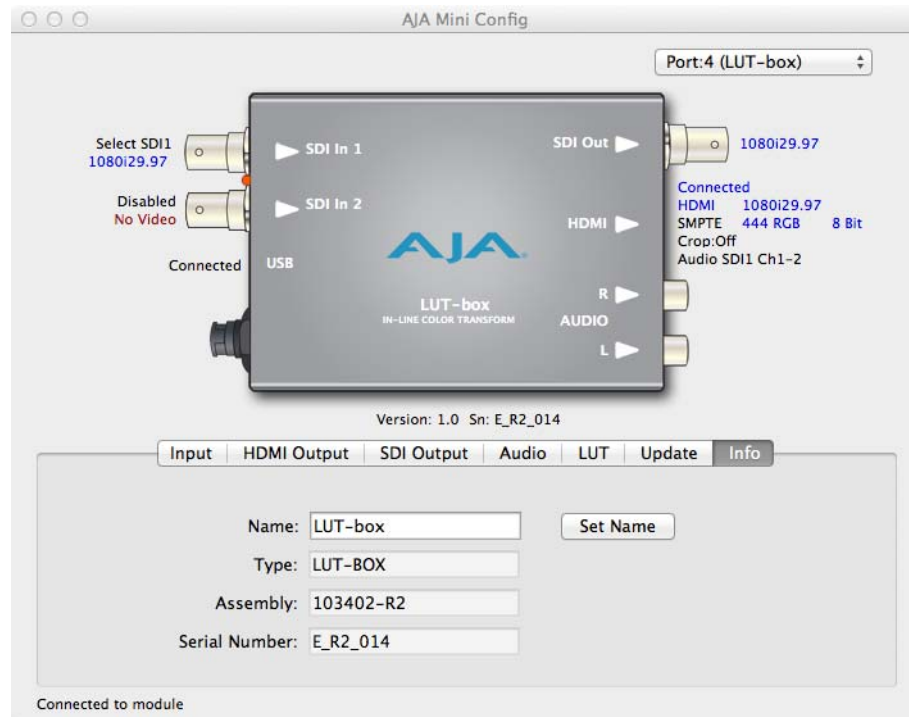 AJA Mini Config
Port:4 (LUT-box)
Select SDI1
1080i29.97
Disabled
No Video
Connected
SDI In 1
SDI In 2
USB
AJA
LUT-box
IN-LINE COLOR TRANSFORM
SDI Out
HDMI
R
AUDIO
L
1080i29.97
Connected
HDMI 1080i29.97
SMPTE 444 RGB 8 Bit
Crop:Off
Audio SDI1 Ch1-2
Version: 1.0 Sn: E_R2_014
Input HDMI Output SDI Output Audio LUT Update Info
Name: LUT-box Set Name
Type: LUT-BOX
Assembly: 103402-R2
Serial Number: E_R2_014
Connected to module